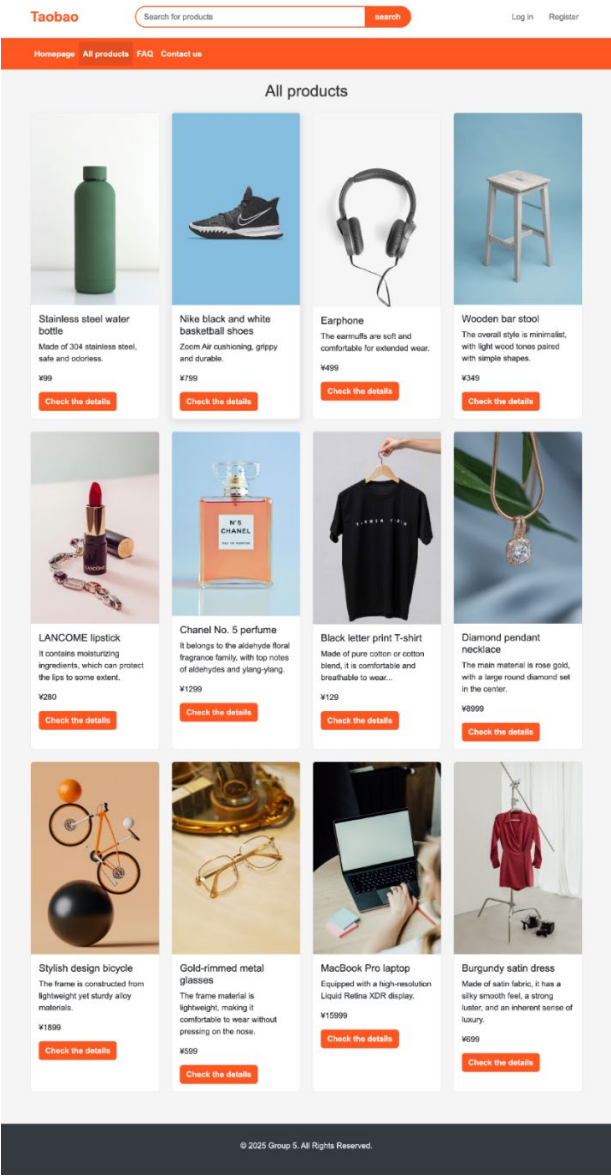 Taobao
Search for products
search
Log in
Register
Homepage
All products
FAQ
Contact us
All products
Stainless steel water
bottle
Made of 304 stainless steel,
safe and odorless.
¥99
Check the details
Nike black and white
basketball shoes
Zoom Air cushioning, grippy
and durable.
¥799
Check the details
Earphone
The earmuffs are soft and
comfortable for extended wear.
¥499
Check the details
Wooden bar stool
The overall style is minimalist,
with light wood tones paired
with simple shapes.
¥349
Check the details
LANCOME
LANCOME lipstick
It contains moisturizing
ingredients, which can protect
the lips to some extent.
¥280
Check the details
N°5
CHANEL
EAU DE PARFUM
Chanel No. 5 perfume
It belongs to the aldehyde floral
fragrance family, with top notes
of aldehydes and ylang-ylang.
¥1299
Check the details
Black letter print T-shirt
Made of pure cotton or cotton
blend, it is comfortable and
breathable to wear...
¥129
Check the details
Diamond pendant
necklace
The main material is rose gold,
with a large round diamond set
in the center.
¥8999
Check the details
Stylish design bicycle
The frame is constructed from
lightweight yet sturdy alloy
materials.
¥1899
Check the details
Gold-rimmed metal
glasses
The frame material is
lightweight, making it
comfortable to wear without
pressing on the nose.
¥599
Check the details
MacBook Pro laptop
Equipped with a high-resolution
Liquid Retina XDR display.
¥15999
Check the details
Burgundy satin dress
Made of satin fabric, it has a
silky smooth feel, a strong
luster, and an inherent sense of
luxury.
¥699
Check the details
© 2025 Group 5. All Rights Reserved.